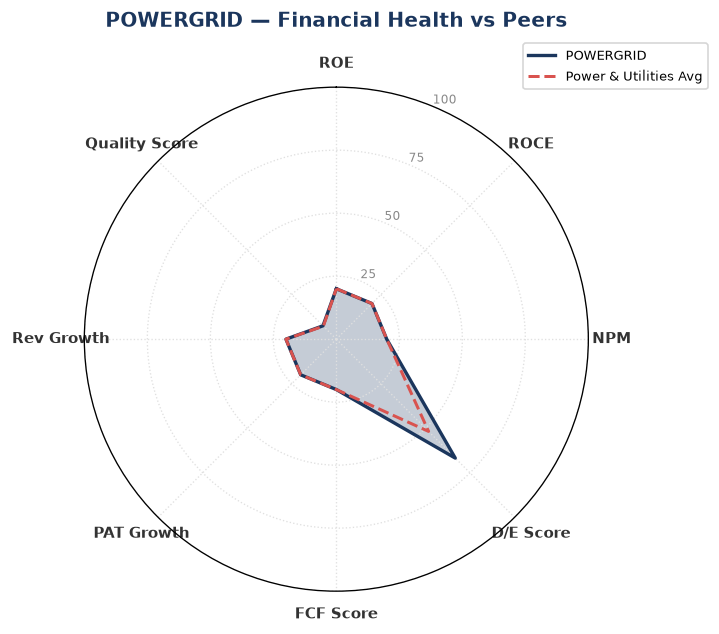 POWERGRID — Financial Health vs Peers
POWERGRID
Power & Utilities Avg
ROE
ROCE
NPM
D/E Score
FCF Score
PAT Growth
Rev Growth
Quality Score
25
50
75
100